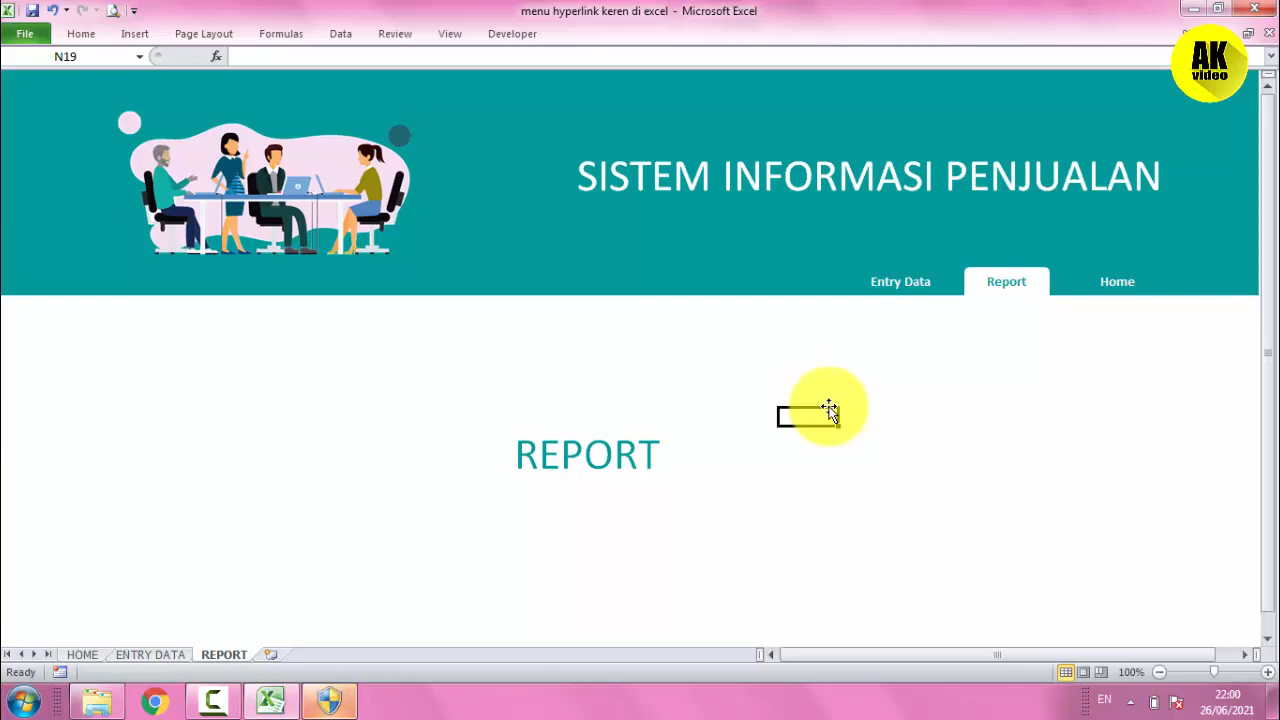 menu hyperlink keren di excel - Microsoft Excel
File Home Insert Page Layout Formulas Data Review View Developer
N19 fx
AK
video
SISTEM INFORMASI PENJUALAN
Entry Data Report Home
REPORT
HOME ENTRY DATA REPORT
Ready 100%
EN 22:00
26/06/2021